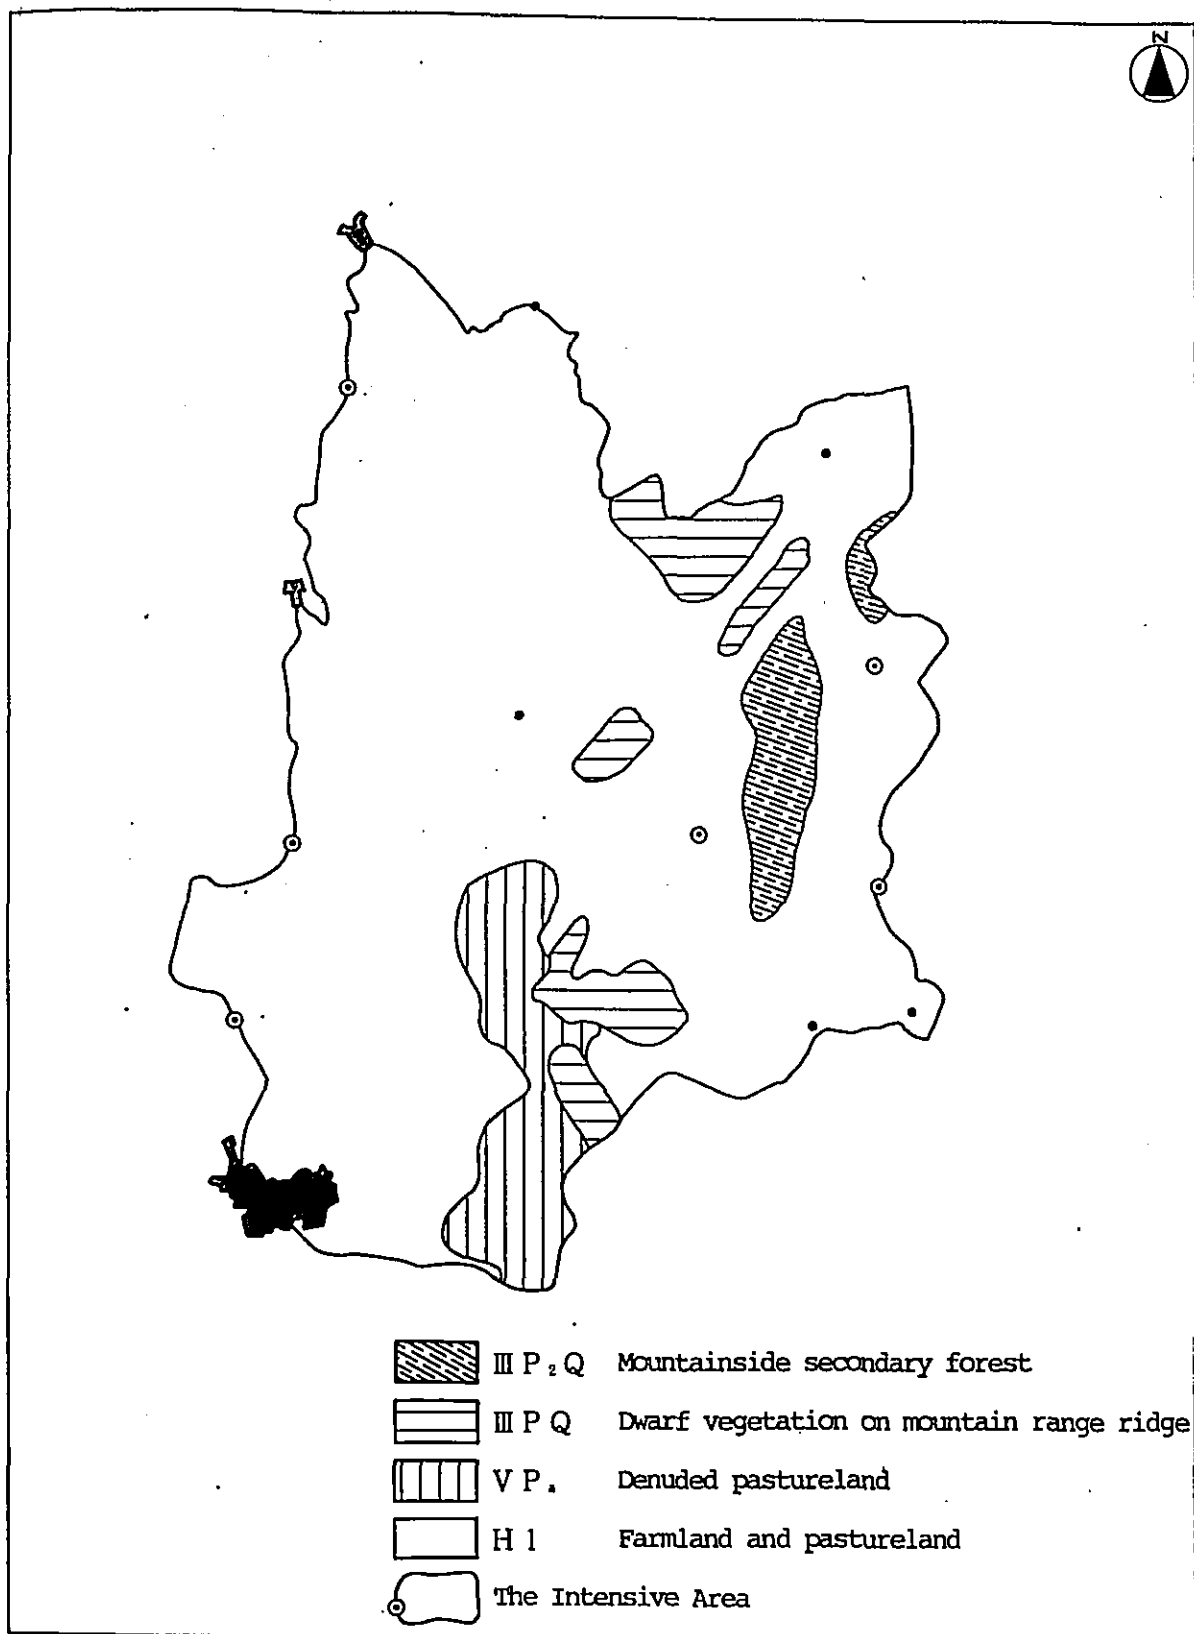 N
Ⅲ P₂Q Mountainside secondary forest
Ⅲ P Q Dwarf vegetation on mountain range ridge
V P Denuded pastureland
H 1 Farmland and pastureland
The Intensive Area